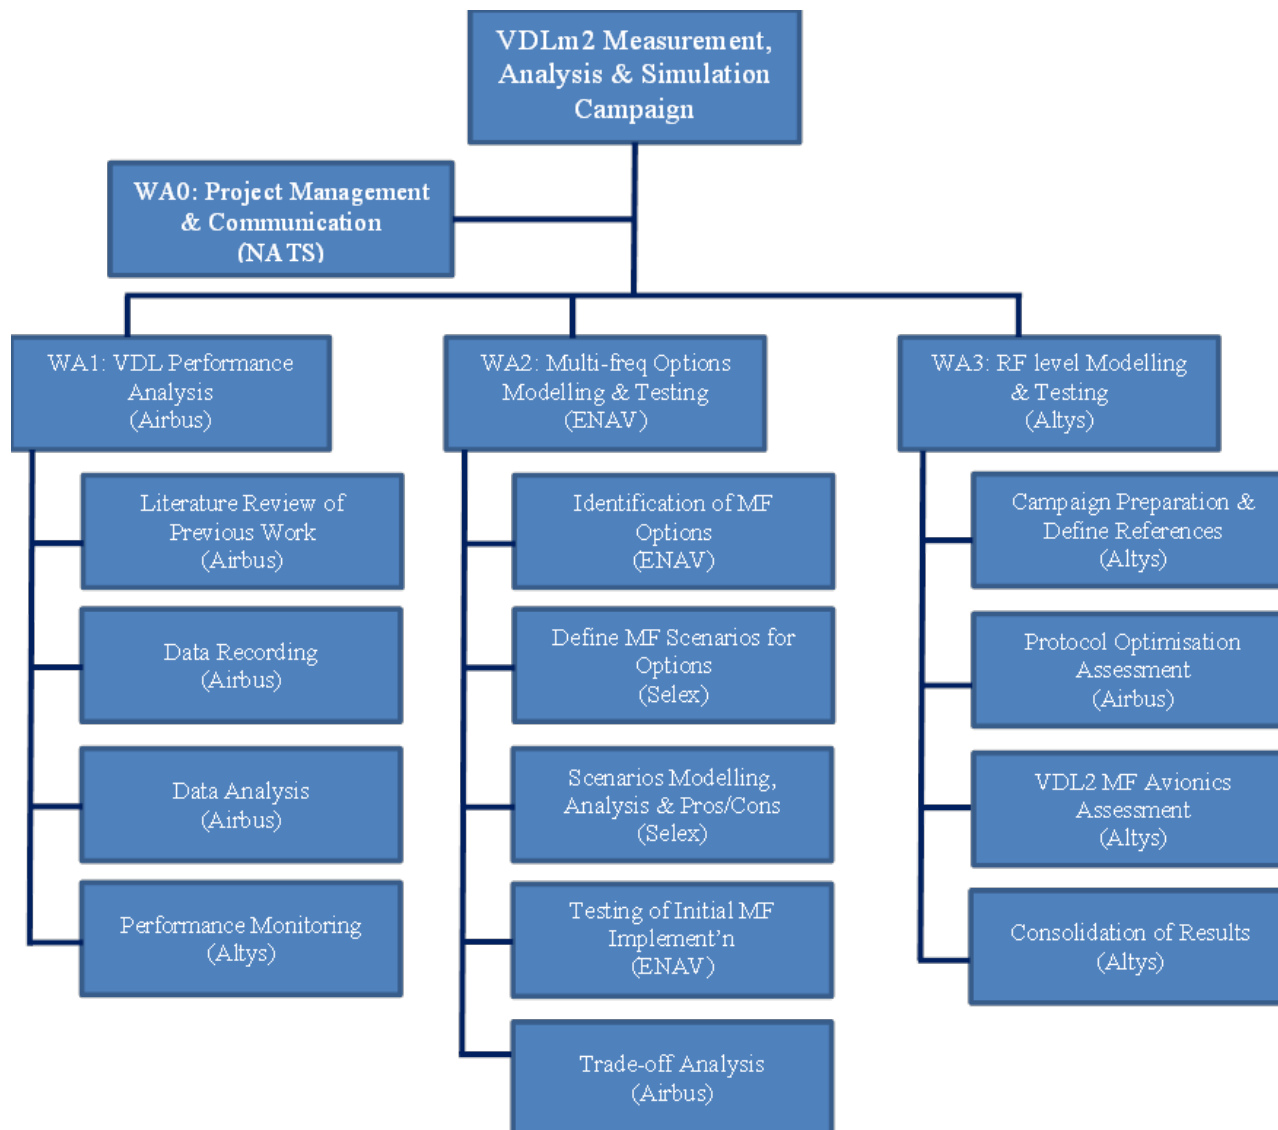 VDLm2 Measurement,
Analysis & Simulation
Campaign
WA0: Project Management
& Communication
(NATS)
WA1: VDL Performance
Analysis
(Airbus)
Literature Review of
Previous Work
(Airbus)
Data Recording
(Airbus)
Data Analysis
(Airbus)
Performance Monitoring
(Altys)
WA2: Multi-freq Options
Modelling & Testing
(ENAV)
Identification of MF
Options
(ENAV)
Define MF Scenarios for
Options
(Selex)
Scenarios Modelling,
Analysis & Pros/Cons
(Selex)
Testing of Initial MF
Implement’n
(ENAV)
Trade-off Analysis
(Airbus)
WA3: RF level Modelling
& Testing
(Altys)
Campaign Preparation &
Define References
(Altys)
Protocol Optimisation
Assessment
(Airbus)
VDL2 MF Avionics
Assessment
(Altys)
Consolidation of Results
(Altys)